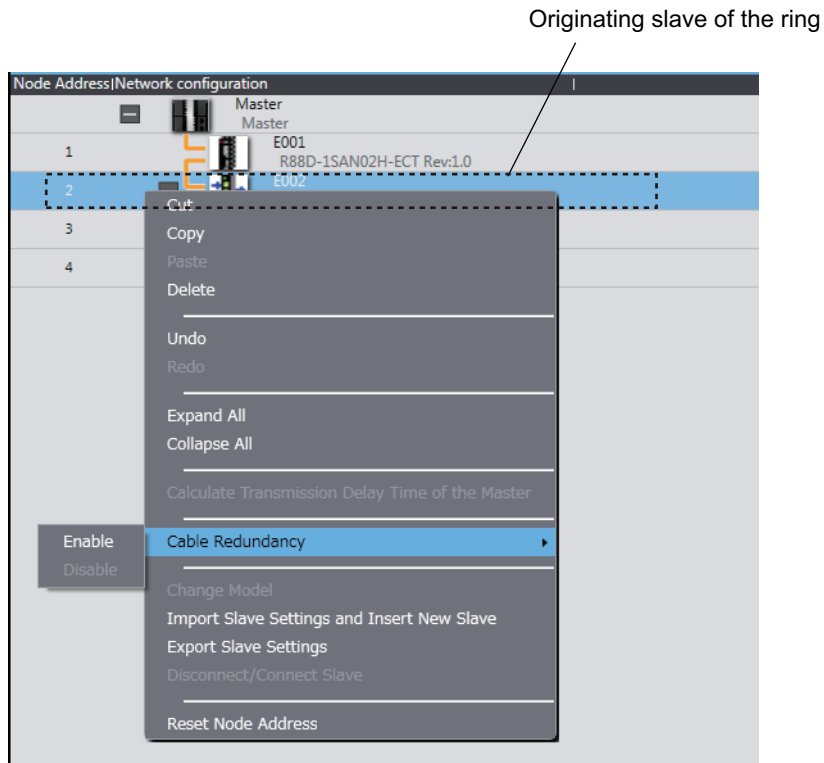 Originating slave of the ring
Node Address|Network configuration
Master
Master
1
E001
R88D-1SAN02H-ECT Rev:1.0
2
E002
3
4
Cut
Copy
Paste
Delete
Undo
Redo
Expand All
Collapse All
Calculate Transmission Delay Time of the Master
Cable Redundancy
Enable
Disable
Change Model
Import Slave Settings and Insert New Slave
Export Slave Settings
Disconnect/Connect Slave
Reset Node Address